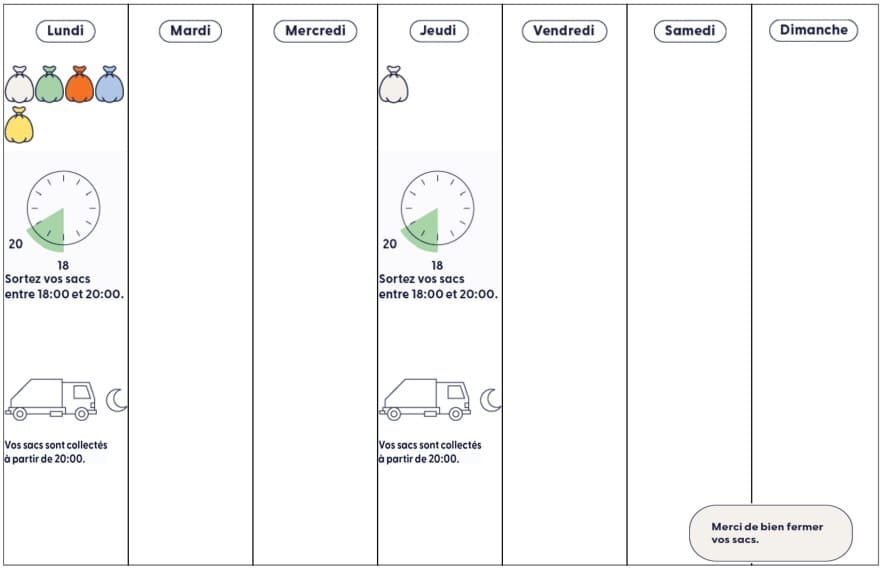 Lundi
Mardi
Mercredi
Jeudi
Vendredi
Samedi
Dimanche
20
18
Sortez vos sacs
entre 18:00 et 20:00.
Vos sacs sont collectés
à partir de 20:00.
20
18
Sortez vos sacs
entre 18:00 et 20:00.
Vos sacs sont collectés
à partir de 20:00.
Merci de bien fermer
vos sacs.